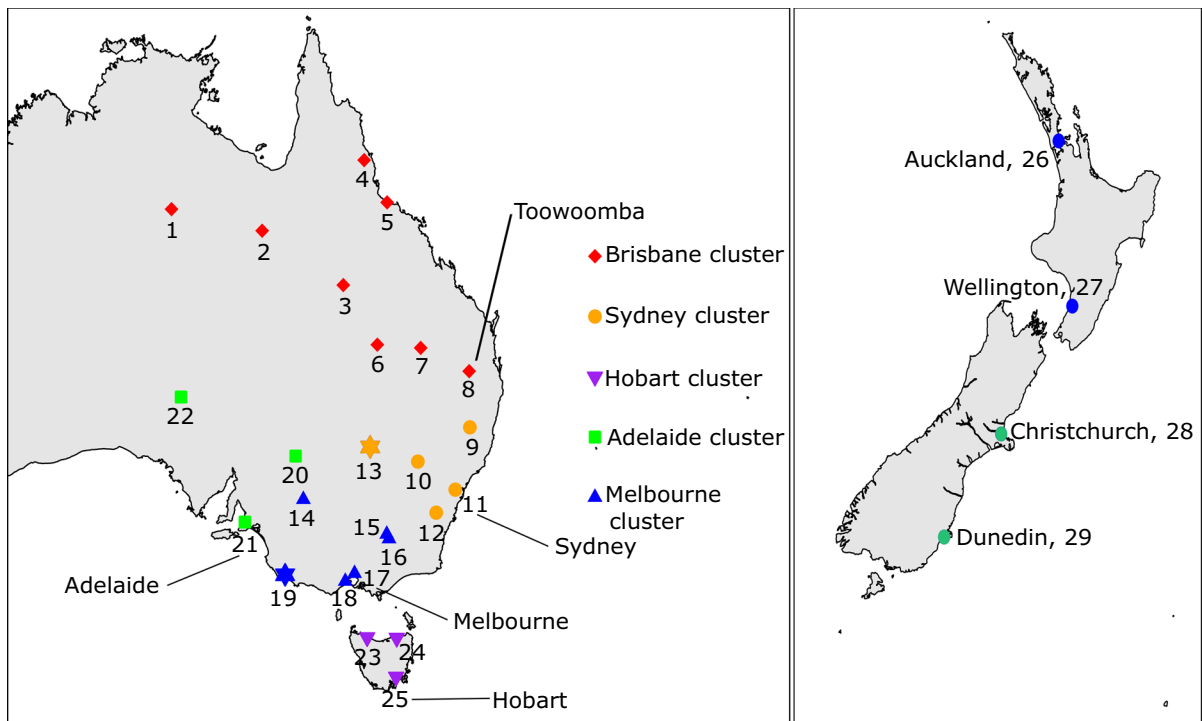 4
1
2
5
Toowoomba
Brisbane cluster
3
Sydney cluster
6
7
8
Hobart cluster
22
9
Adelaide cluster
20
13
10
14
11
Melbourne
cluster
15
12
16
Sydney
21
Adelaide
19
18
17
Melbourne
23
24
25
Hobart
Auckland, 26
Wellington, 27
Christchurch, 28
Dunedin, 29